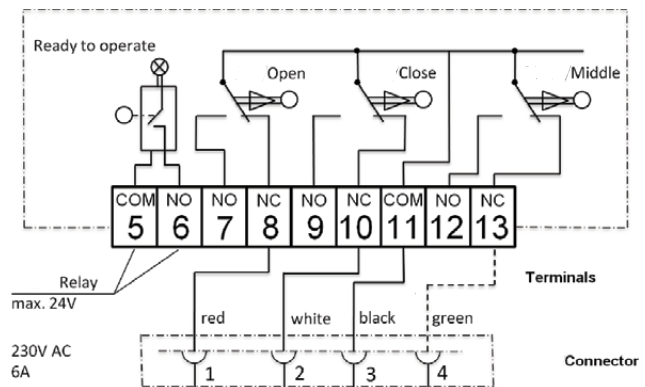 Ready to operate
Open
Close
Middle
COM NO NO NC NO NC COM NO NC
5 6 7 8 9 10 11 12 13
Relay
max. 24V
Terminals
red white black green
230V AC
6A
1 2 3 4
Connector